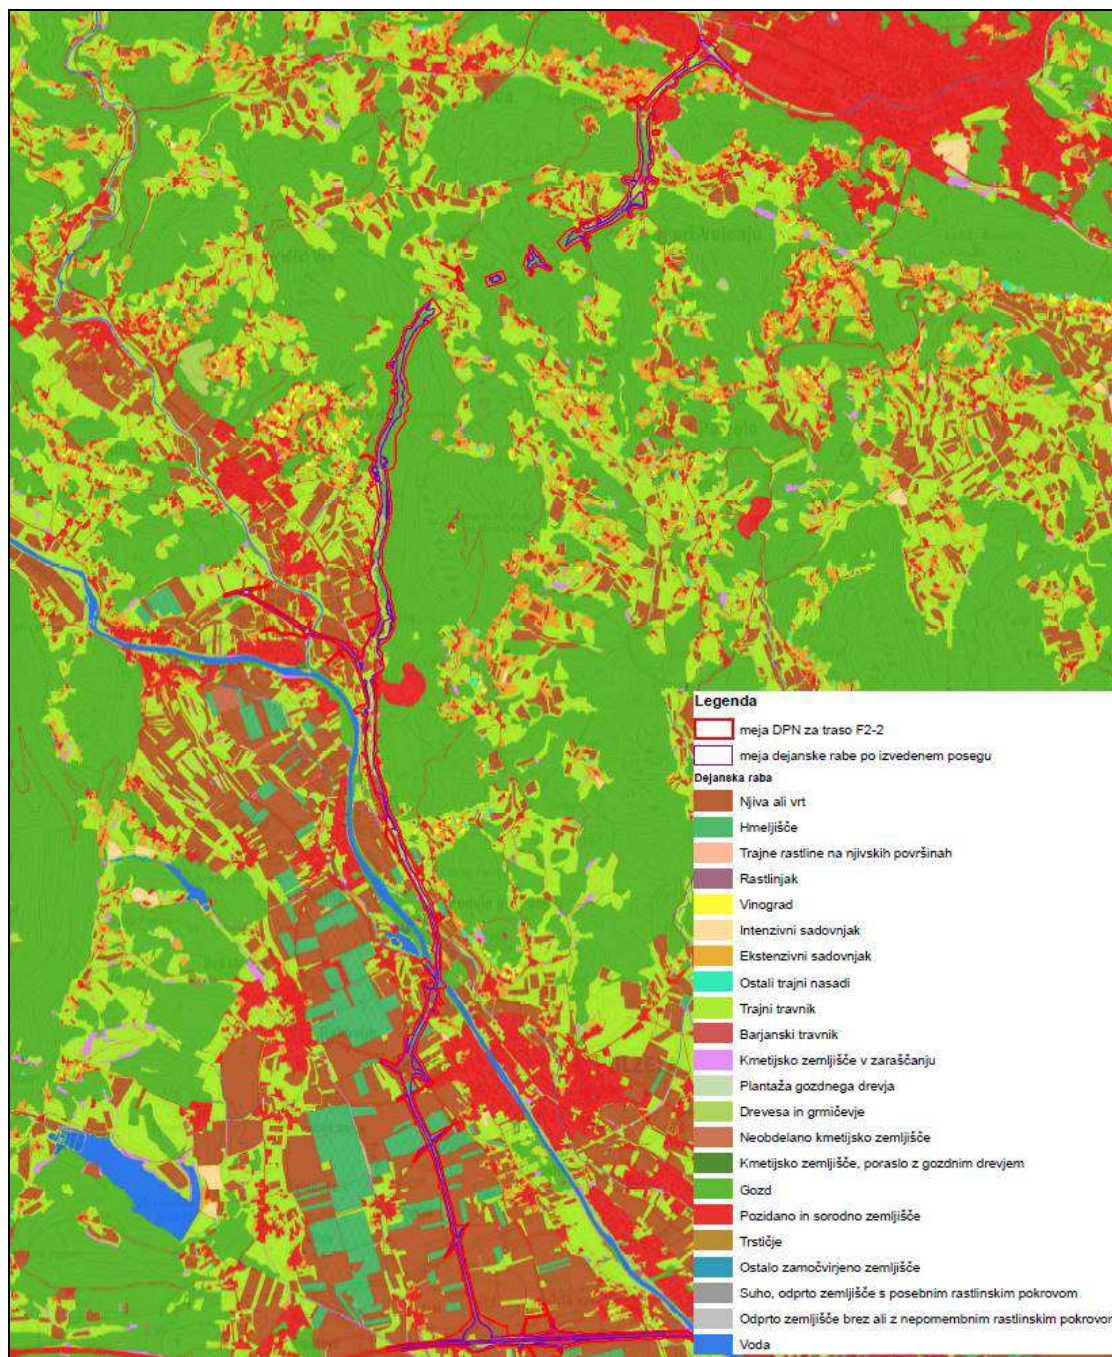 Legenda
meja DPN za traso F2-2
meja dejanske rabe po izvedenem posegu
Dejanska raba
Njiva ali vrt
Hmeljišče
Trajne rastline na njivskih površinah
Rastlinjak
Vinograd
Intenzivni sadovnjak
Ekstenzivni sadovnjak
Ostali trajni nasadi
Trajni travnik
Barjanski travnik
Kmetijsko zemljišče v zaraščanju
Plantaža gozdnega drevja
Drevesa in grmičevje
Neobdelano kmetijsko zemljišče
Kmetijsko zemljišče, poraslo z gozdnim drevjem
Gozd
Pozidano in sorodno zemljišče
Trstičje
Ostalo zamočvirjeno zemljišče
Suho, odprto zemljišče s posebnim rastlinskim pokrovom
Odprto zemljišče brez ali z nepomembnim rastlinskim pokrovom
Voda